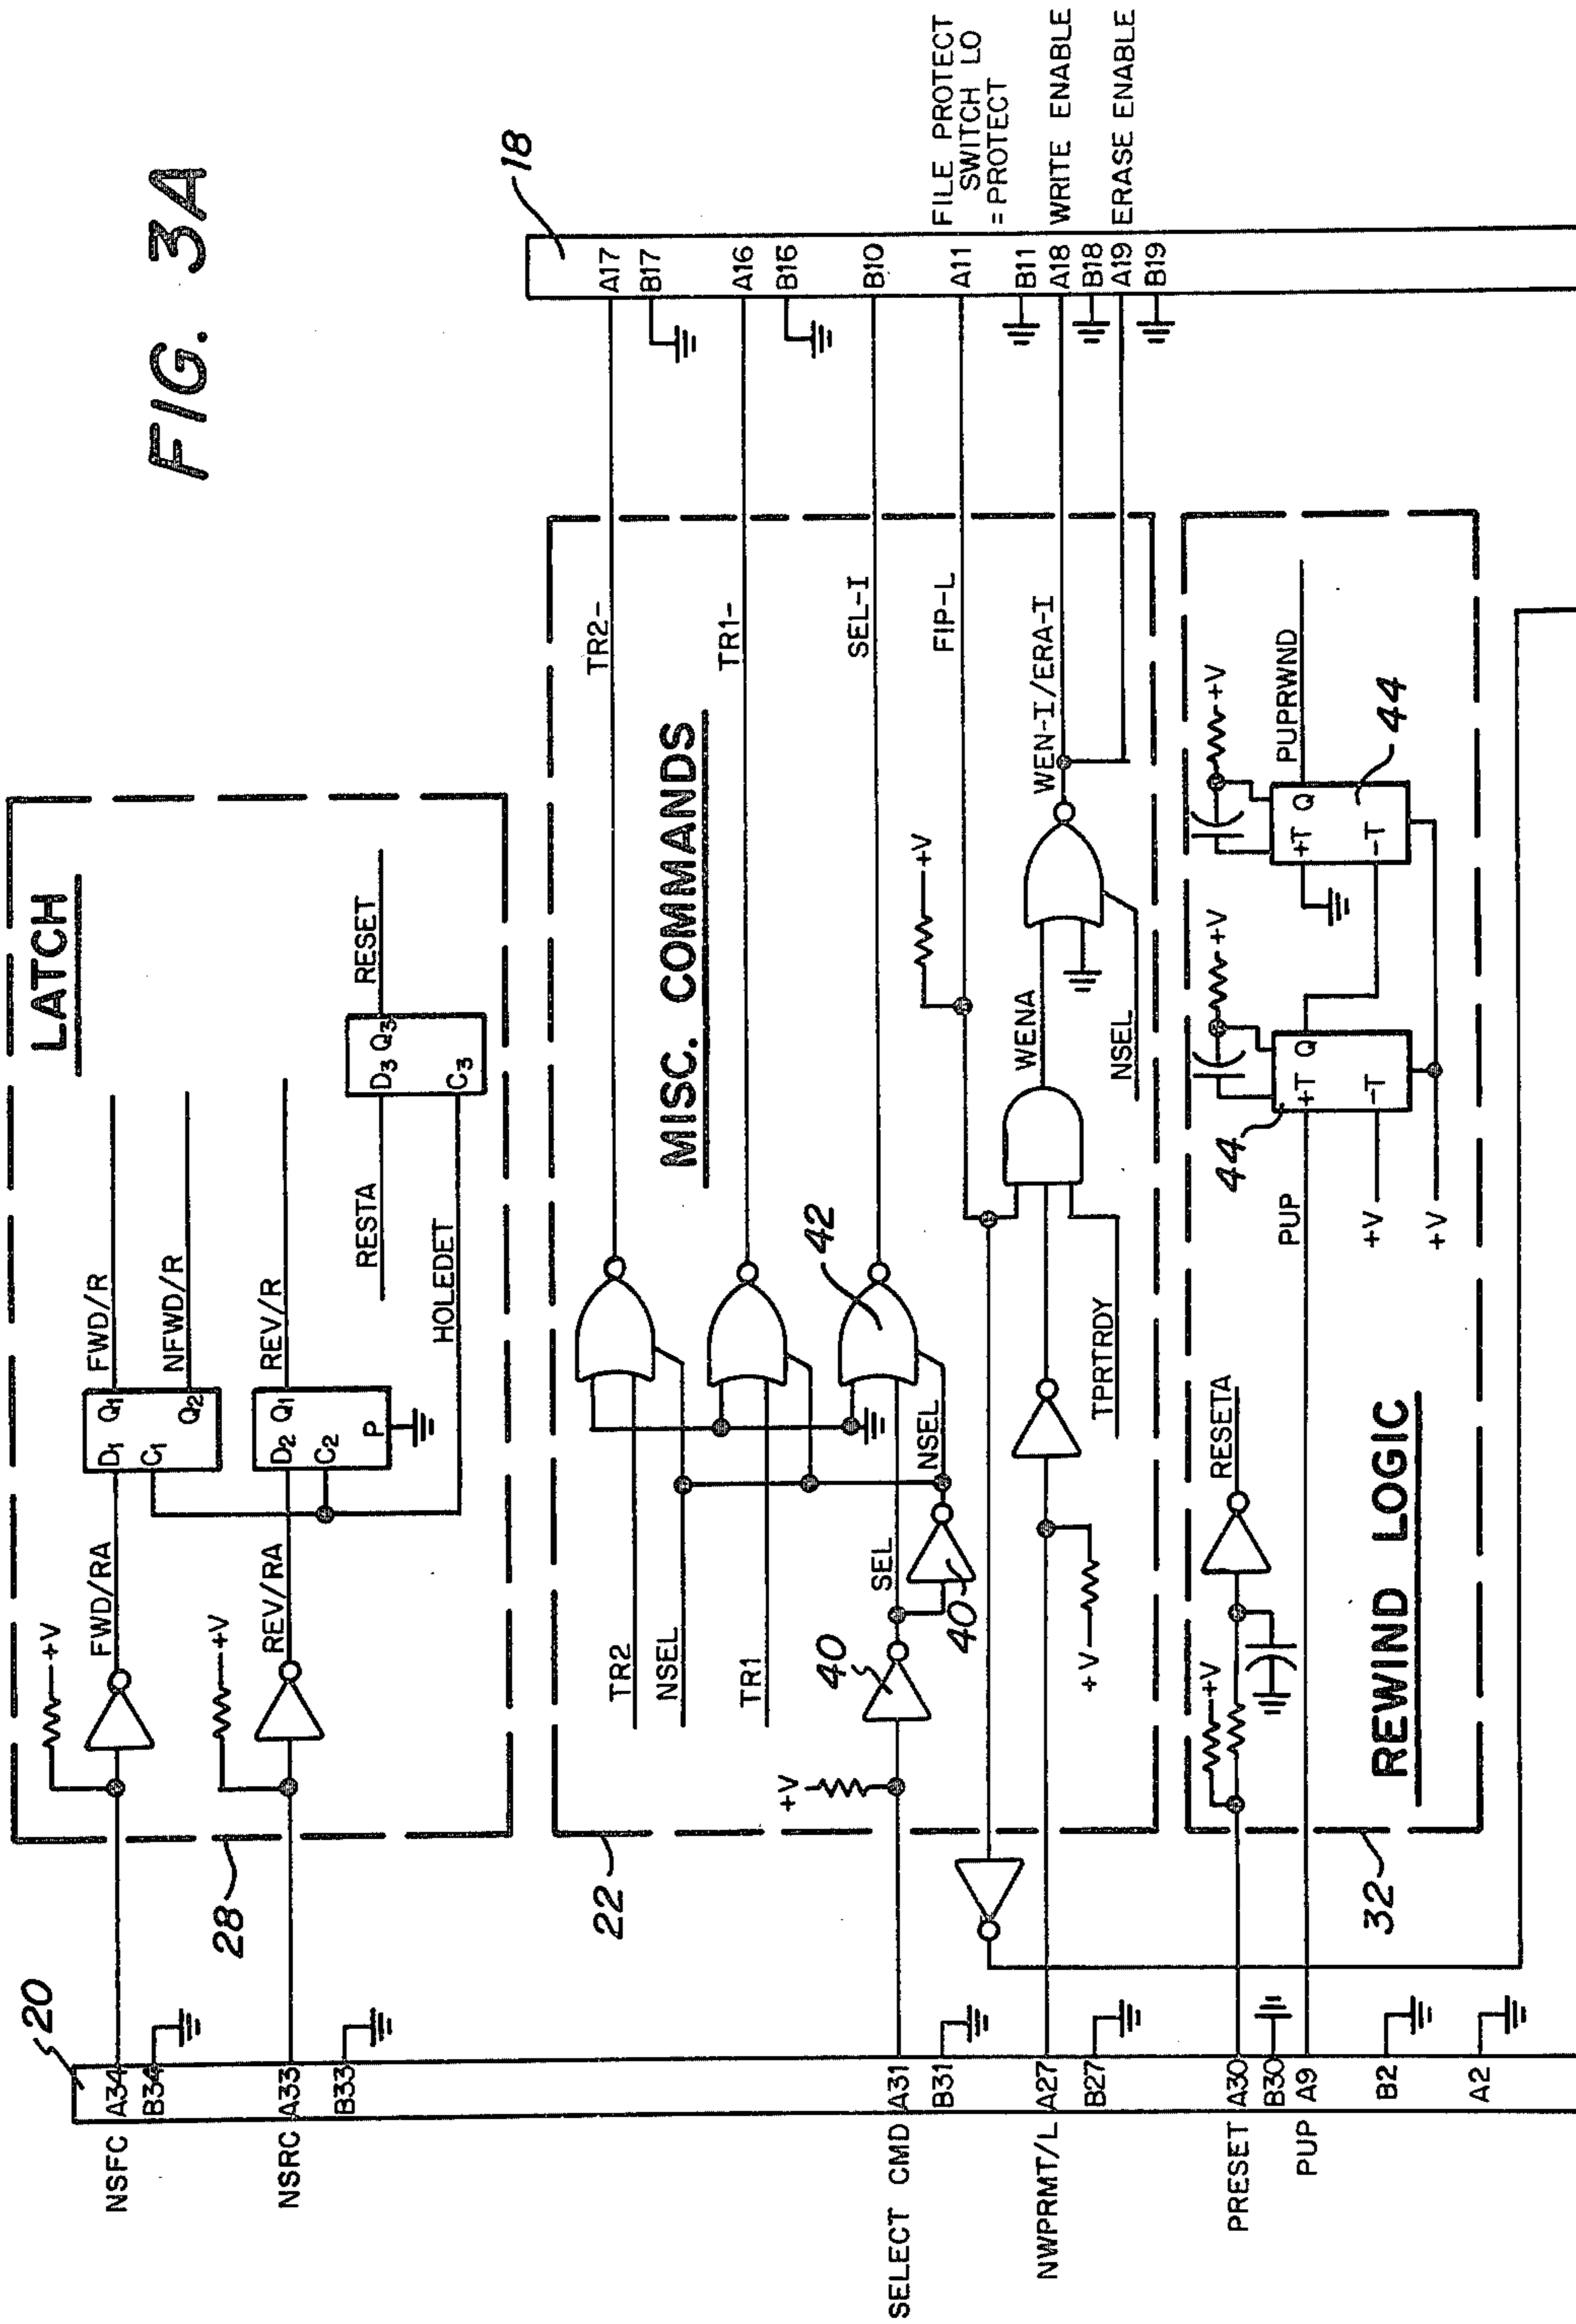 FIG. 3A
LATCH
20
NSFC A34
B34
+V
FWD/RA
D1 Q1
C1 Q2
FWD/R
NFWD/R
28
NSRC A33
B33
+V
REV/RA
D2 Q1
C2 P
REV/R
RESTA
HOLEDET
D3 Q3
C3
RESET
18
MISC. COMMANDS
22
TR2
NSEL
TR1
TR2-
A17
B17
TR1-
A16
B16
SELECT CMD A31
B31
+V
40
SEL
40
NSEL
42
SEL-I
B10
+V
FIP-L
A11
FILE PROTECT
SWITCH LO
= PROTECT
B11
NWPRMT/L A27
B27
+V
TPRTRDY
WENA
NSEL
WEN-I/ERA-I
A18 WRITE ENABLE
B18
A19 ERASE ENABLE
B19
REWIND LOGIC
32
PRESET A30
B30
PUP A9
B2
A2
+V
RESETA
PUP
44
+V
+V
+T Q
-T
+V
+V
+T Q
-T
PUPRWND
44